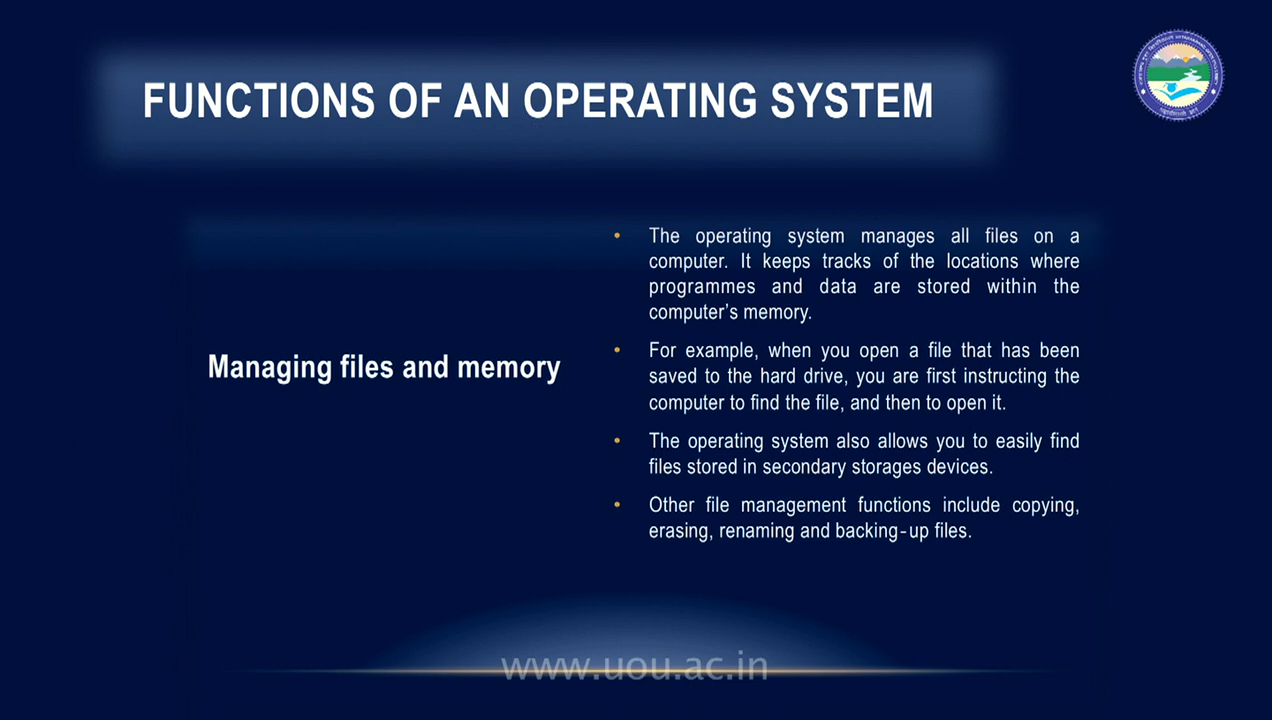 FUNCTIONS OF AN OPERATING SYSTEM
Managing files and memory
• The operating system manages all files on a
computer. It keeps tracks of the locations where
programmes and data are stored within the
computer's memory.
• For example, when you open a file that has been
saved to the hard drive, you are first instructing the
computer to find the file, and then to open it.
• The operating system also allows you to easily find
files stored in secondary storages devices.
• Other file management functions include copying,
erasing, renaming and backing-up files.
www.uou.ac.in